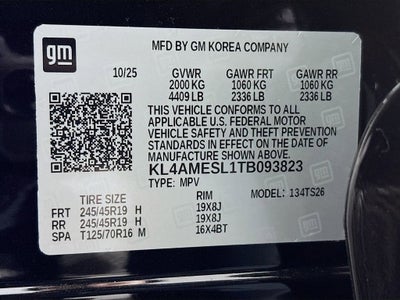 gm
MFD BY GM KOREA COMPANY
10/25 GVWR GAWR FRT GAWR RR
2000 KG 1060 KG 1060 KG
4409 LB 2336 LB 2336 LB
THIS VEHICLE CONFORMS TO ALL
APPLICABLE U.S. FEDERAL MOTOR
VEHICLE SAFETY AND THEFT PREVENTION
STANDARDS IN EFFECT ON THE DATE OF
MANUFACTURE SHOWN ABOVE.
KL4AMESL1TB093823
TYPE: MPV MODEL: 134TS26
TIRE SIZE RIM
FRT 245/45R19 H 19X8J
RR 245/45R19 H 19X8J
SPA T125/70R16 M 16X4BT